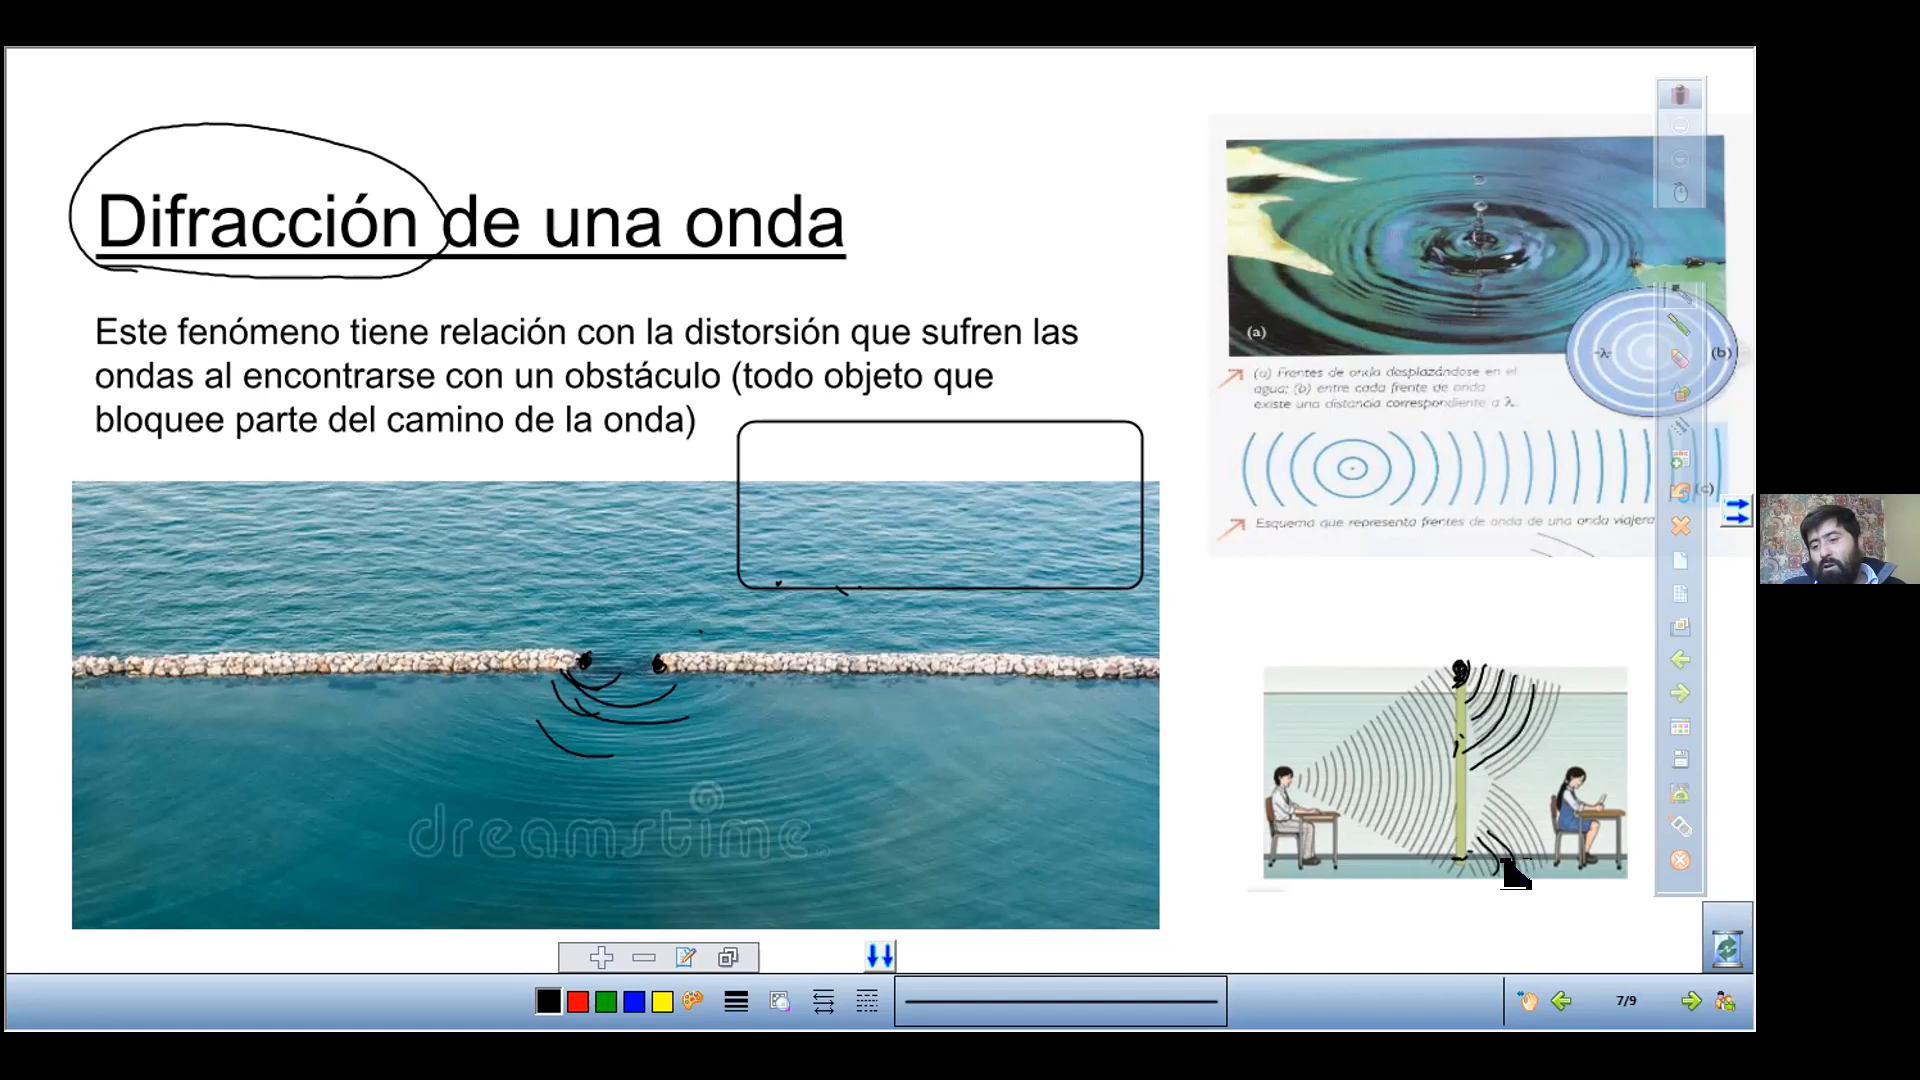 Difracción de una onda
Este fenómeno tiene relación con la distorsión que sufren las
ondas al encontrarse con un obstáculo (todo objeto que
bloquee parte del camino de la onda)
dreamstime.
(a)
λ
(b)
(a) Frentes de onda desplazándose en el
agua; (b) entre cada frente de onda
existe una distancia correspondiente a λ.
(c)
Esquema que representa frentes de onda de una onda viajera
7/9